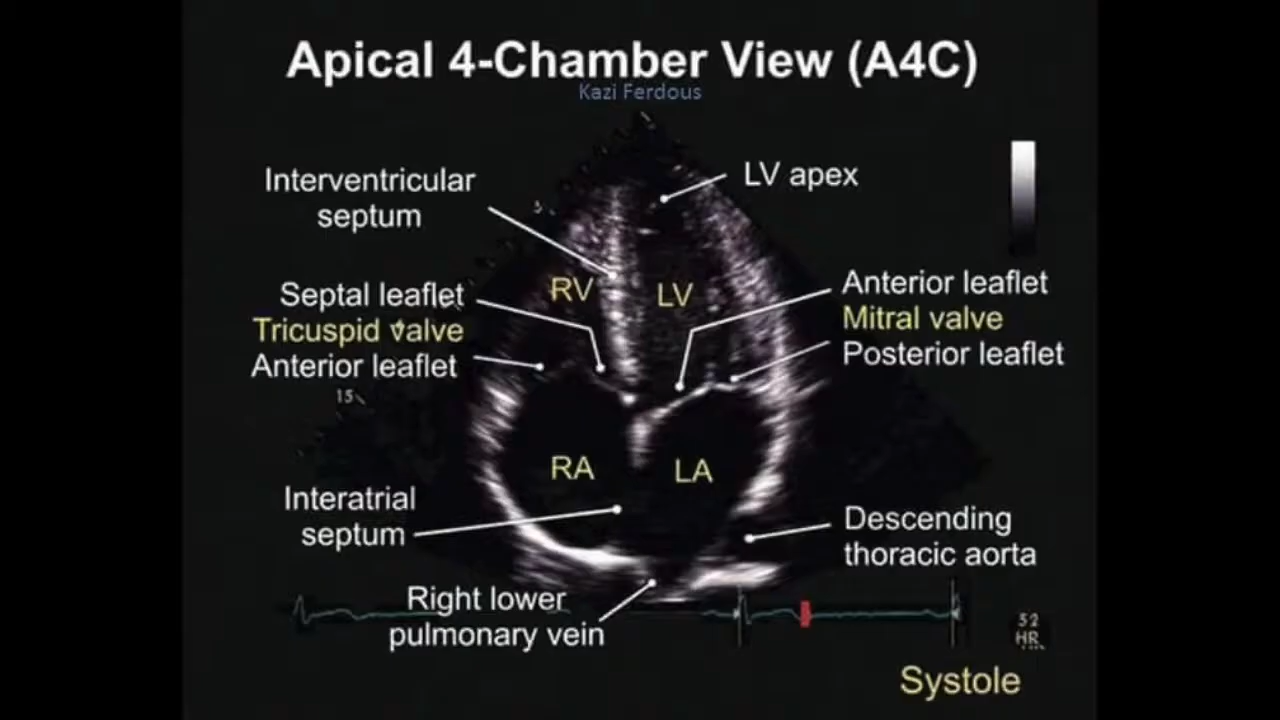 Apical 4-Chamber View (A4C)
Kazi Ferdous
Interventricular
septum
LV apex
5
RV
LV
Septal leaflet
Tricuspid valve
Anterior leaflet
Anterior leaflet
Mitral valve
Posterior leaflet
15
RA
LA
Interatrial
septum
Descending
thoracic aorta
Right lower
pulmonary vein
52
HR
Systole